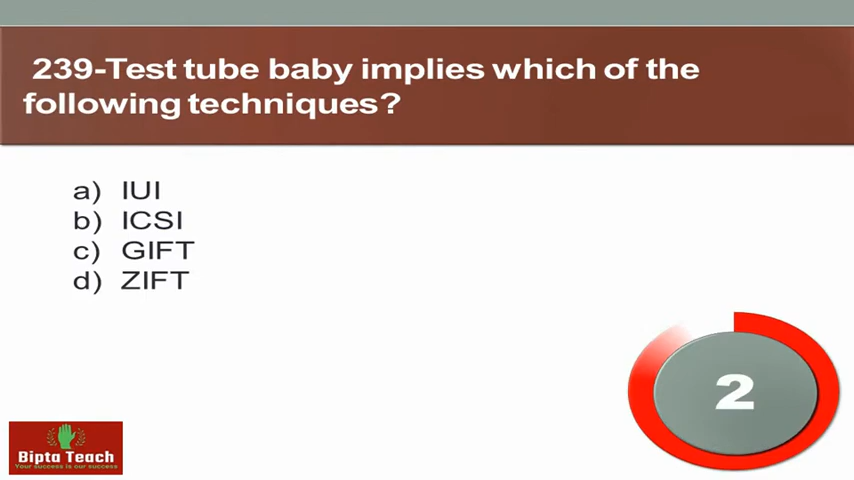 239-Test tube baby implies which of the
following techniques?
a) IUI
b) ICSI
c) GIFT
d) ZIFT
2
Bipta Teach
Your success is our success